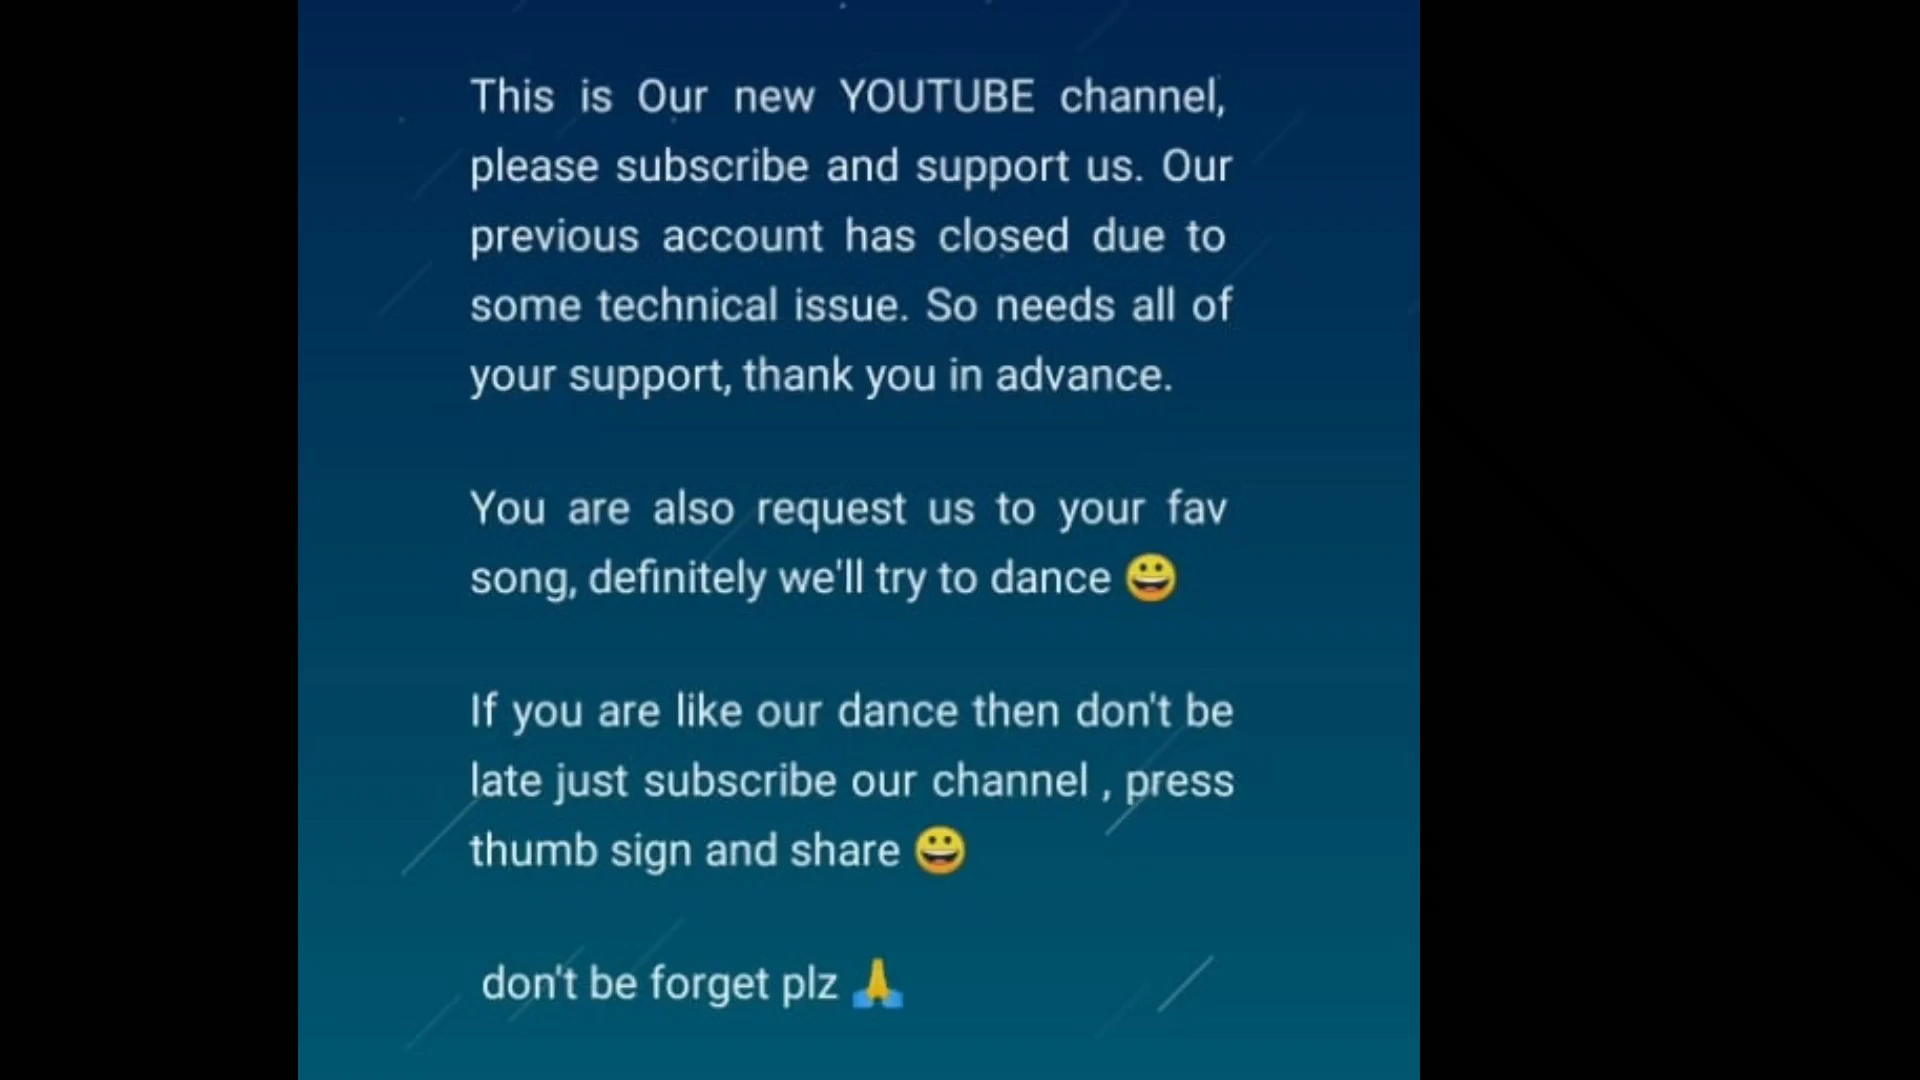 This is Our new YOUTUBE channel,
please subscribe and support us. Our
previous account has closed due to
some technical issue. So needs all of
your support, thank you in advance.
You are also request us to your fav
song, definitely we'll try to dance 😀
If you are like our dance then don't be
late just subscribe our channel , press
thumb sign and share 😀
don't be forget plz 🙏